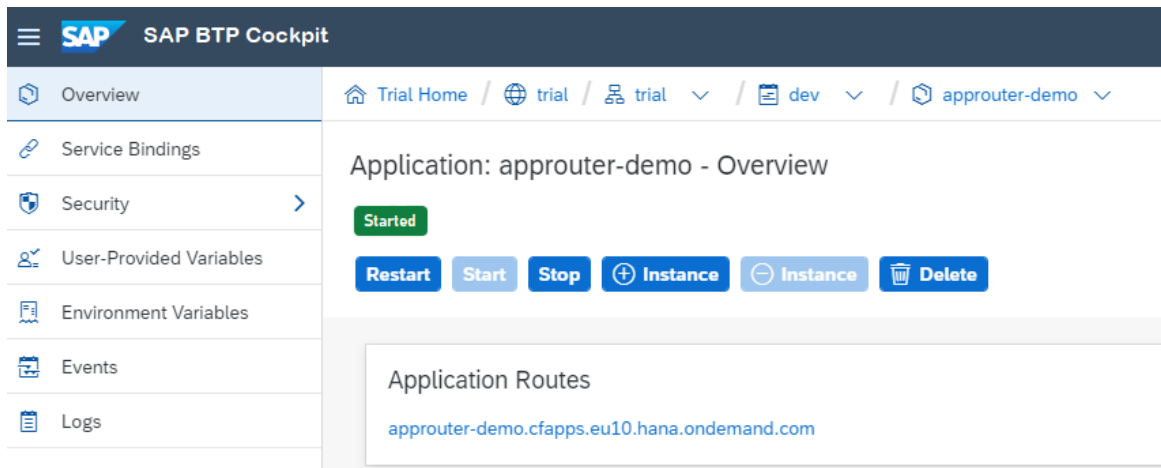 SAP SAP BTP Cockpit
Overview
Service Bindings
Security
User-Provided Variables
Environment Variables
Events
Logs
Trial Home / trial / trial / dev / approuter-demo
Application: approuter-demo - Overview
Started
Restart Start Stop Instance Instance Delete
Application Routes
approuter-demo.cfapps.eu10.hana.ondemand.com